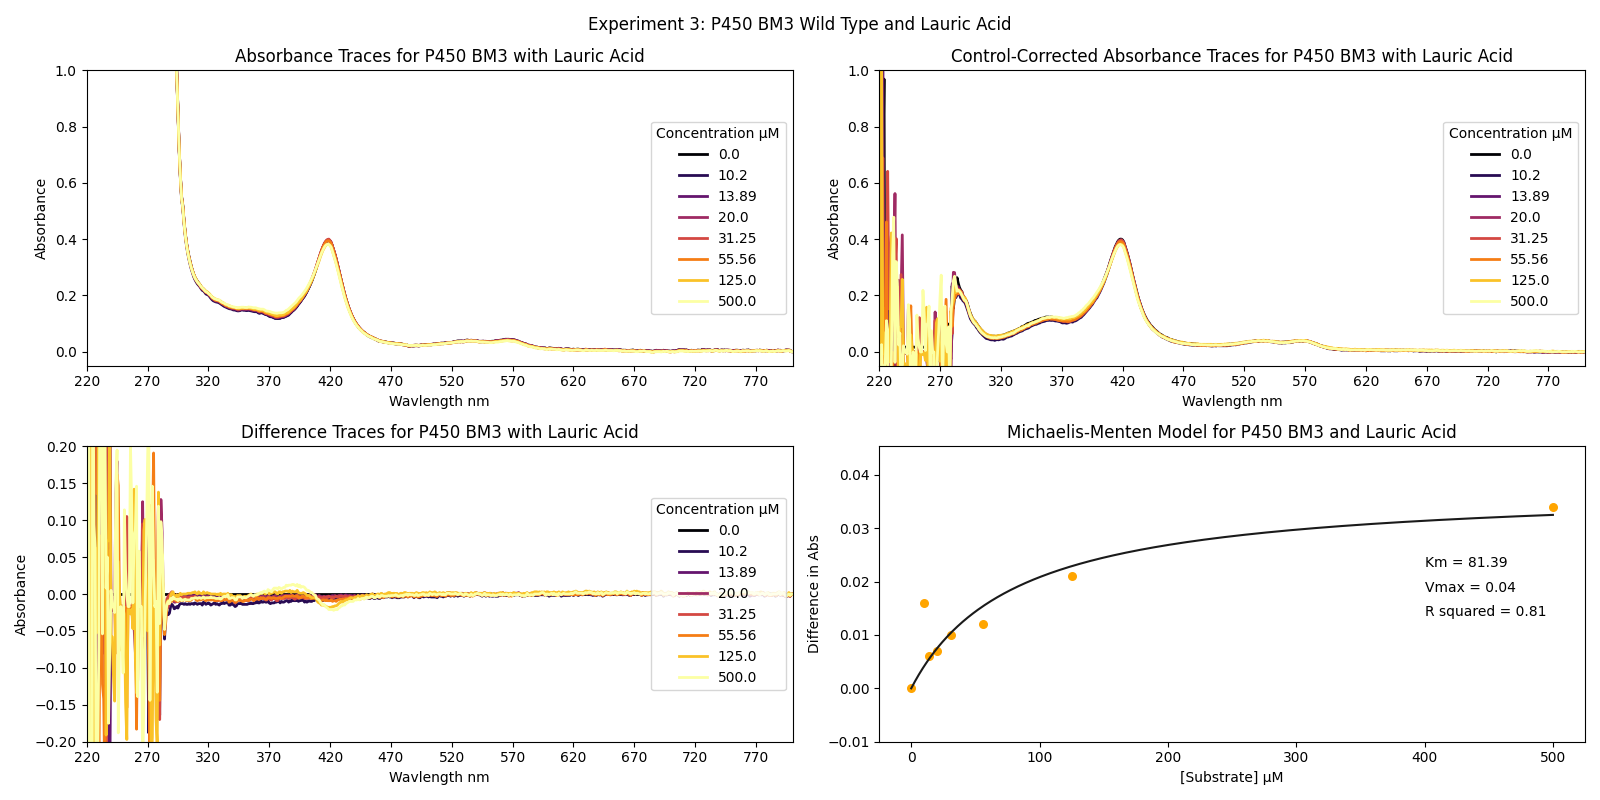 Experiment 3: P450 BM3 Wild Type and Lauric Acid
Absorbance Traces for P450 BM3 with Lauric Acid
1.0
0.8
0.6
0.4
0.2
0.0
Absorbance
220 270 320 370 420 470 520 570 620 670 720 770
Wavlength nm
Concentration μM
0.0
10.2
13.89
20.0
31.25
55.56
125.0
500.0
Control-Corrected Absorbance Traces for P450 BM3 with Lauric Acid
1.0
0.8
0.6
0.4
0.2
0.0
Absorbance
220 270 320 370 420 470 520 570 620 670 720 770
Wavlength nm
Concentration μM
0.0
10.2
13.89
20.0
31.25
55.56
125.0
500.0
Difference Traces for P450 BM3 with Lauric Acid
0.20
0.15
0.10
0.05
0.00
−0.05
−0.10
−0.15
−0.20
Absorbance
220 270 320 370 420 470 520 570 620 670 720 770
Wavlength nm
Concentration μM
0.0
10.2
13.89
20.0
31.25
55.56
125.0
500.0
Michaelis-Menten Model for P450 BM3 and Lauric Acid
0.04
0.03
0.02
0.01
0.00
−0.01
Difference in Abs
0 100 200 300 400 500
[Substrate] μM
Km = 81.39
Vmax = 0.04
R squared = 0.81